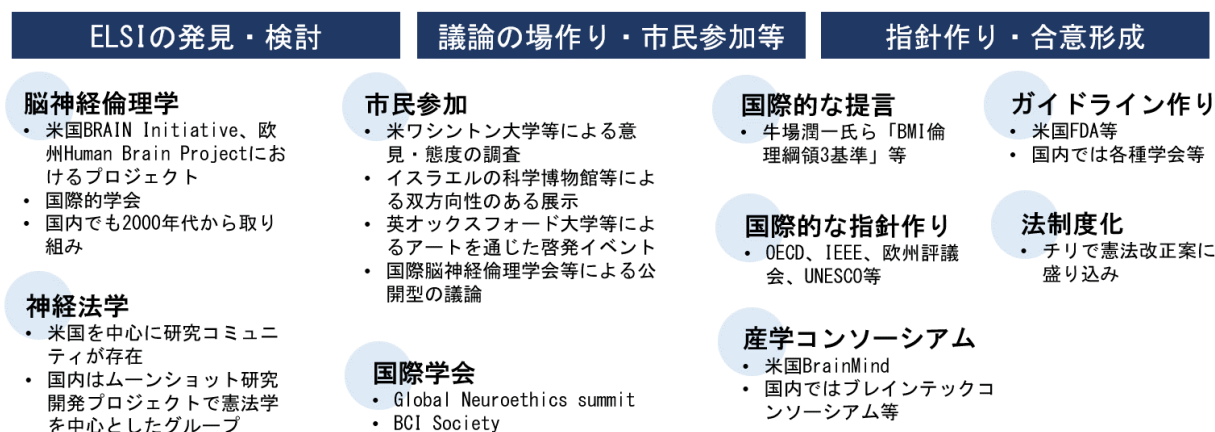 ELSIの発見・検討
脳神経倫理学
• 米国BRAIN Initiative、欧
州Human Brain Projectにお
けるプロジェクト
• 国際的学会
• 国内でも2000年代から取り
組み
神経法学
• 米国を中心に研究コミュニ
ティが存在
• 国内はムーンショット研究
開発プロジェクトで憲法学
を中心としたグループ
議論の場作り・市民参加等
市民参加
• 米ワシントン大学等による意
見・態度の調査
• イスラエルの科学博物館等によ
る双方向性のある展示
• 英オックスフォード大学等によ
るアートを通じた啓発イベント
• 国際脳神経倫理学会等による公
開型の議論
国際学会
• Global Neuroethics summit
• BCI Society
指針作り・合意形成
国際的な提言
• 牛場潤一氏ら「BMI倫
理綱領3基準」等
国際的な指針作り
• OECD、IEEE、欧州評議
会、UNESCO等
産学コンソーシアム
• 米国BrainMind
• 国内ではブレインテックコ
ンソーシアム等
ガイドライン作り
• 米国FDA等
• 国内では各種学会等
法制度化
• チリで憲法改正案に
盛り込み